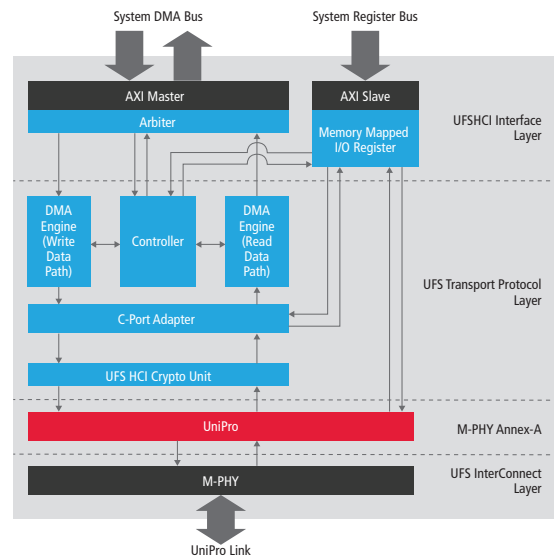 System DMA Bus
System Register Bus
AXI Master
AXI Slave
Arbiter
Memory Mapped
I/O Register
UFSHCI Interface
Layer
DMA
Engine
(Write
Data
Path)
Controller
DMA
Engine
(Read
Data
Path)
C-Port Adapter
UFS Transport Protocol
Layer
UFS HCI Crypto Unit
UniPro
M-PHY Annex-A
M-PHY
UFS InterConnect
Layer
UniPro Link